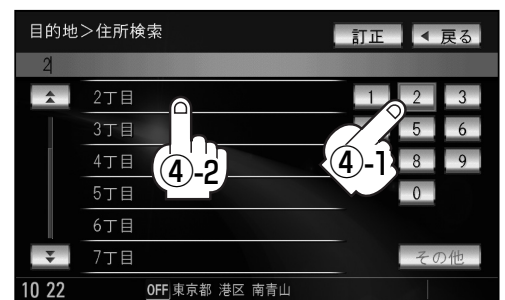 目的地＞住所検索 訂正 戻る
2
2丁目 1 2 3
3丁目 5 6
4丁目 ④-2 ④-1 8 9
5丁目 0
6丁目
7丁目 その他
10 22 OFF 東京都 港区 南青山